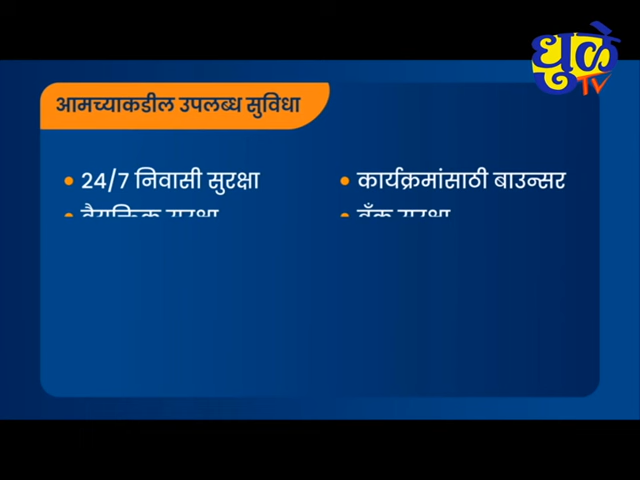 धुळे
TV
आमच्याकडील उपलब्ध सुविधा
24/7 निवासी सुरक्षा
कार्यक्रमांसाठी बाउन्सर